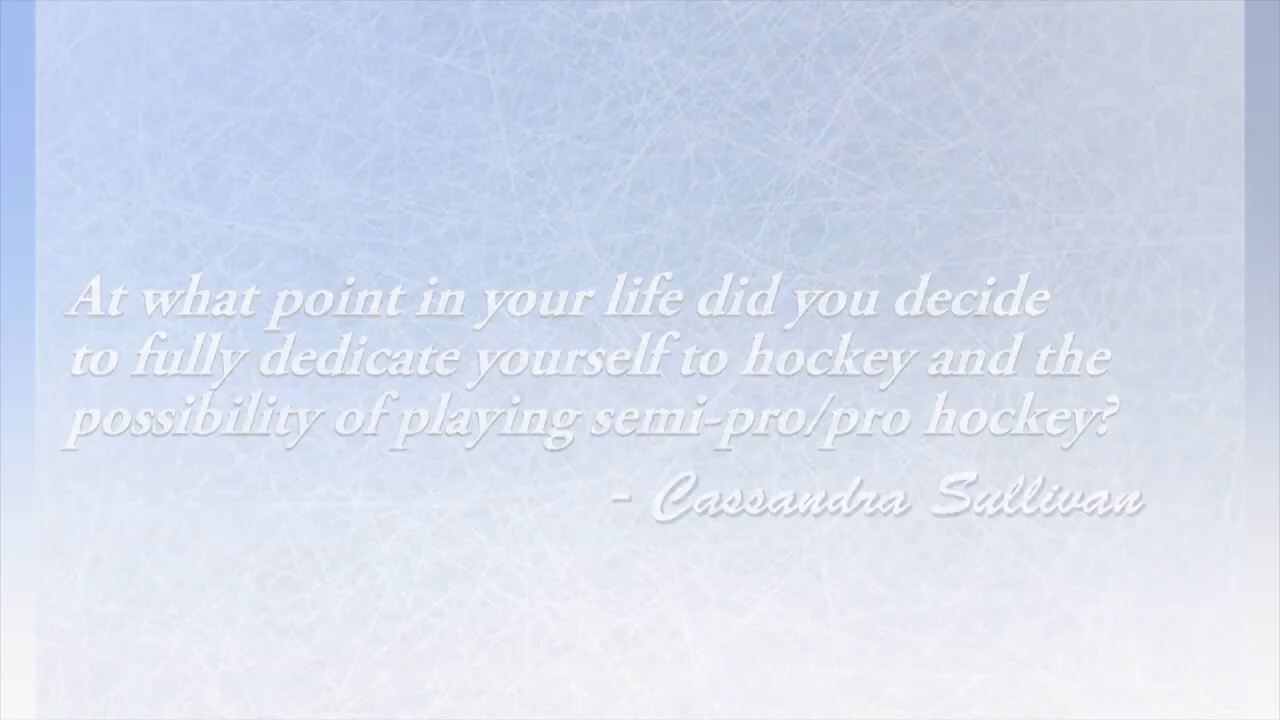 At what point in your life did you decide
to fully dedicate yourself to hockey and the
possibility of playing semi-pro/pro hockey?
- Cassandra Sullivan